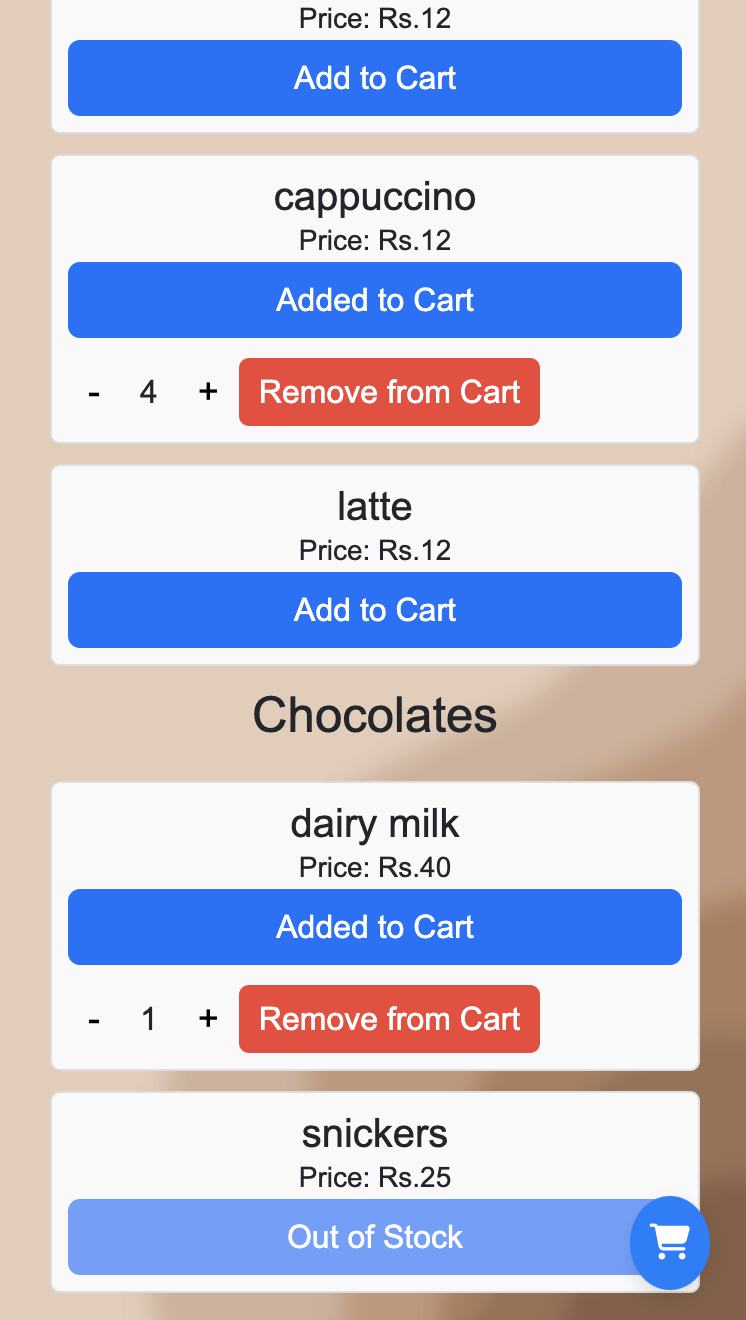 Price: Rs.12
Add to Cart
cappuccino
Price: Rs.12
Added to Cart
- 4 + Remove from Cart
latte
Price: Rs.12
Add to Cart
Chocolates
dairy milk
Price: Rs.40
Added to Cart
- 1 + Remove from Cart
snickers
Price: Rs.25
Out of Stock